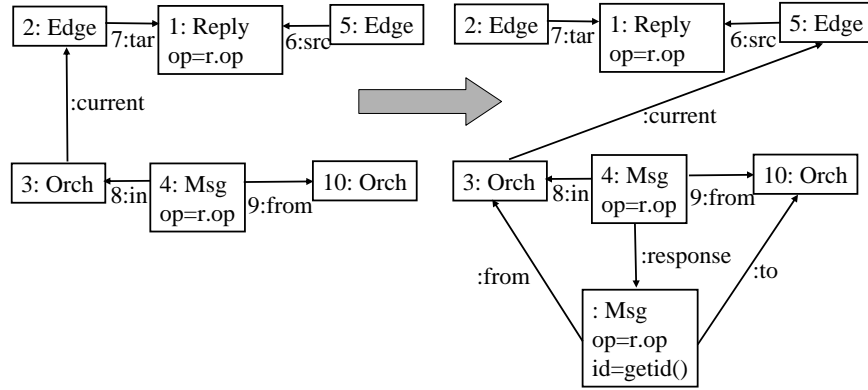 2: Edge
7:tar
1: Reply
op=r.op
6:src
5: Edge
:current
3: Orch
8:in
4: Msg
op=r.op
9:from
10: Orch
2: Edge
7:tar
1: Reply
op=r.op
6:src
5: Edge
:current
3: Orch
8:in
4: Msg
op=r.op
9:from
10: Orch
:from
:response
:to
: Msg
op=r.op
id=getid()